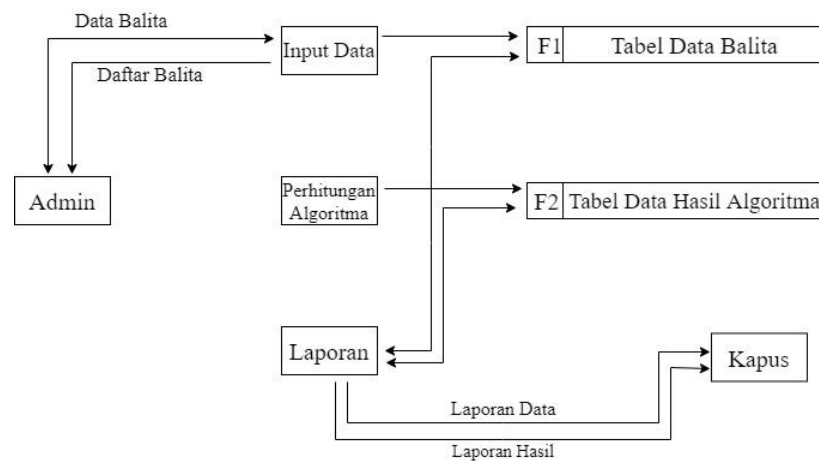 Data Balita
Daftar Balita
Input Data
F1 Tabel Data Balita
Admin
Perhitungan
Algoritma
F2 Tabel Data Hasil Algoritma
Laporan
Kapus
Laporan Data
Laporan Hasil